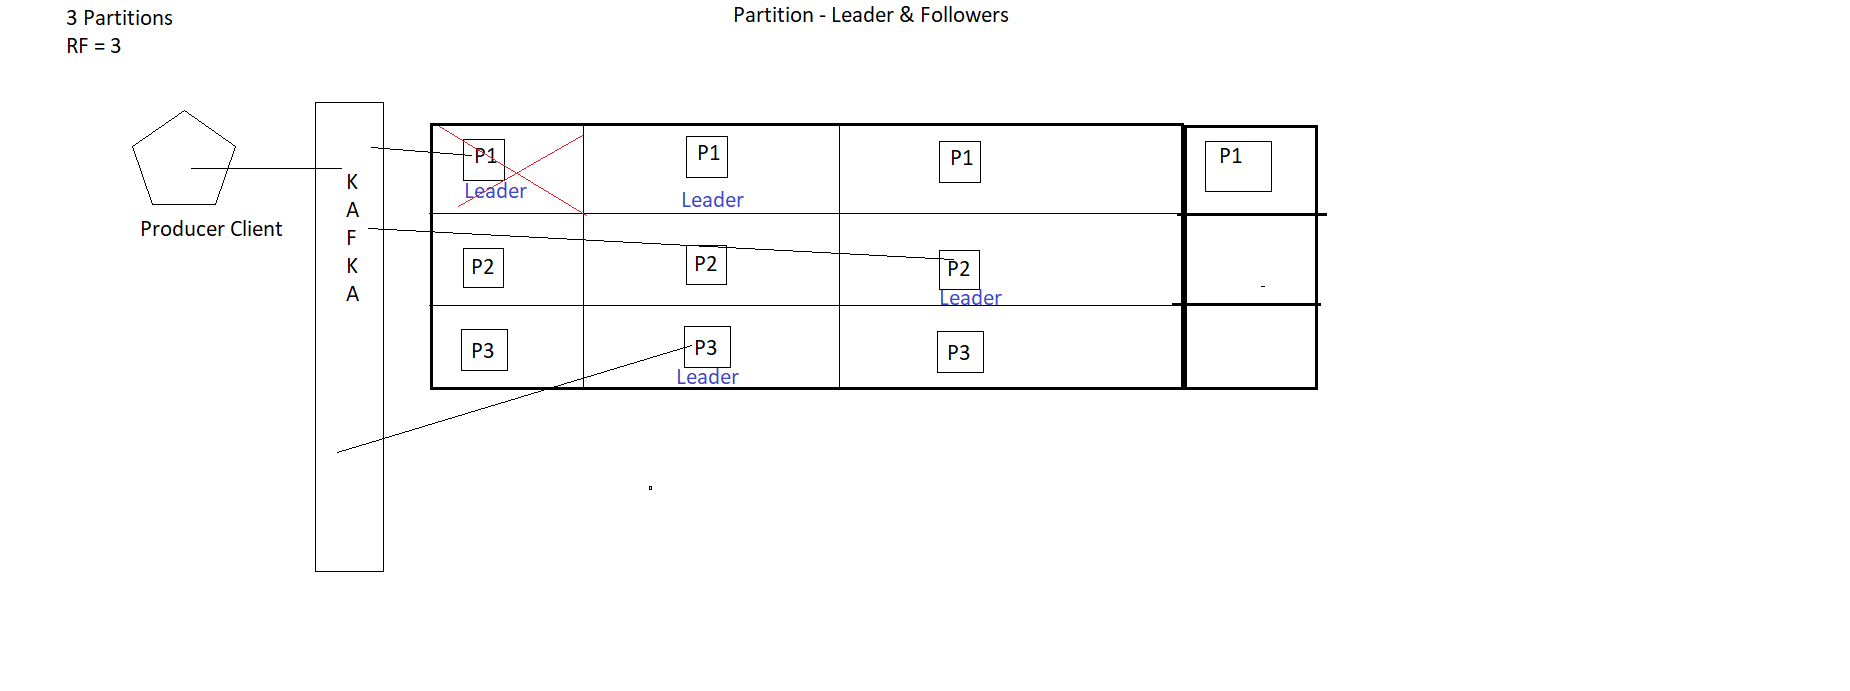 3 Partitions
RF = 3
Partition - Leader & Followers
Producer Client
K
A
F
K
A
P1
Leader
P1
Leader
P1
P1
P2
P2
P2
Leader
P3
P3
Leader
P3